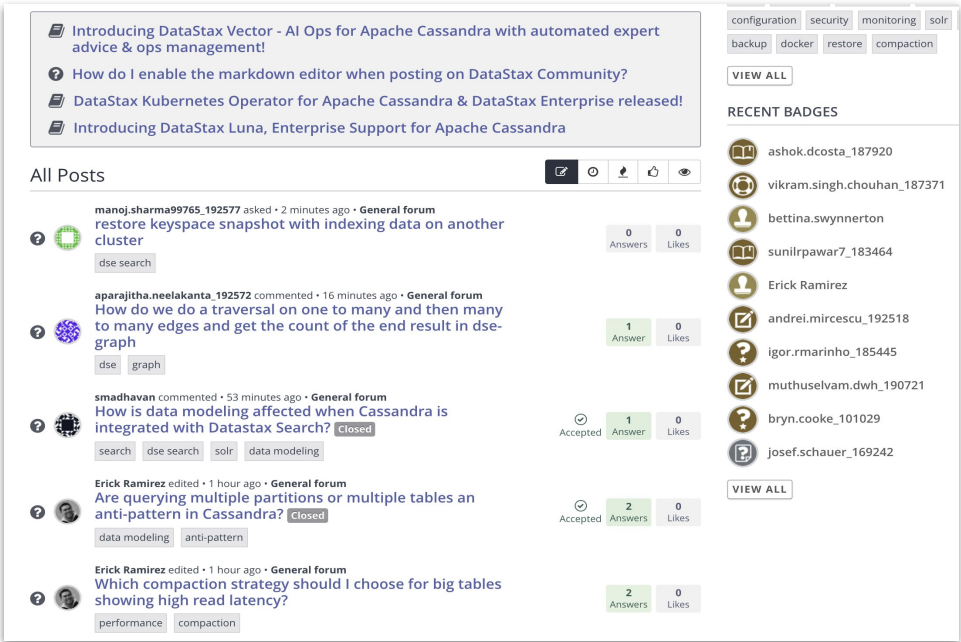 Introducing DataStax Vector - AI Ops for Apache Cassandra with automated expert
advice & ops management!
How do I enable the markdown editor when posting on DataStax Community?
DataStax Kubernetes Operator for Apache Cassandra & DataStax Enterprise released!
Introducing DataStax Luna, Enterprise Support for Apache Cassandra
All Posts
manoj.sharma99765_192577 asked • 2 minutes ago • General forum
restore keyspace snapshot with indexing data on another
cluster
dse search
0 Answers
0 Likes
aparajitha.neelakanta_192572 commented • 16 minutes ago • General forum
How do we do a traversal on one to many and then many
to many edges and get the count of the end result in dse-
graph
dse graph
1 Answer
0 Likes
smadhavan commented • 53 minutes ago • General forum
How is data modeling affected when Cassandra is
integrated with Datastax Search? Closed
search dse search solr data modeling
Accepted
1 Answer
0 Likes
Erick Ramirez edited • 1 hour ago • General forum
Are querying multiple partitions or multiple tables an
anti-pattern in Cassandra? Closed
data modeling anti-pattern
Accepted
2 Answers
0 Likes
Erick Ramirez edited • 1 hour ago • General forum
Which compaction strategy should I choose for big tables
showing high read latency?
performance compaction
2 Answers
0 Likes
configuration security monitoring solr
backup docker restore compaction
VIEW ALL
RECENT BADGES
ashok.dcosta_187920
vikram.singh.chouhan_187371
bettina.swynnerton
sunilrpawar7_183464
Erick Ramirez
andrei.mircescu_192518
igor.rmarinho_185445
muthuselvam.dwh_190721
bryn.cooke_101029
josef.schauer_169242
VIEW ALL